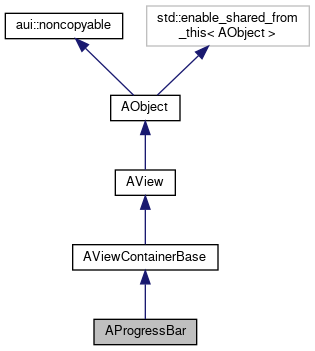 aui::noncopyable
std::enable_shared_from
_this< AObject >
AObject
AView
AViewContainerBase
AProgressBar